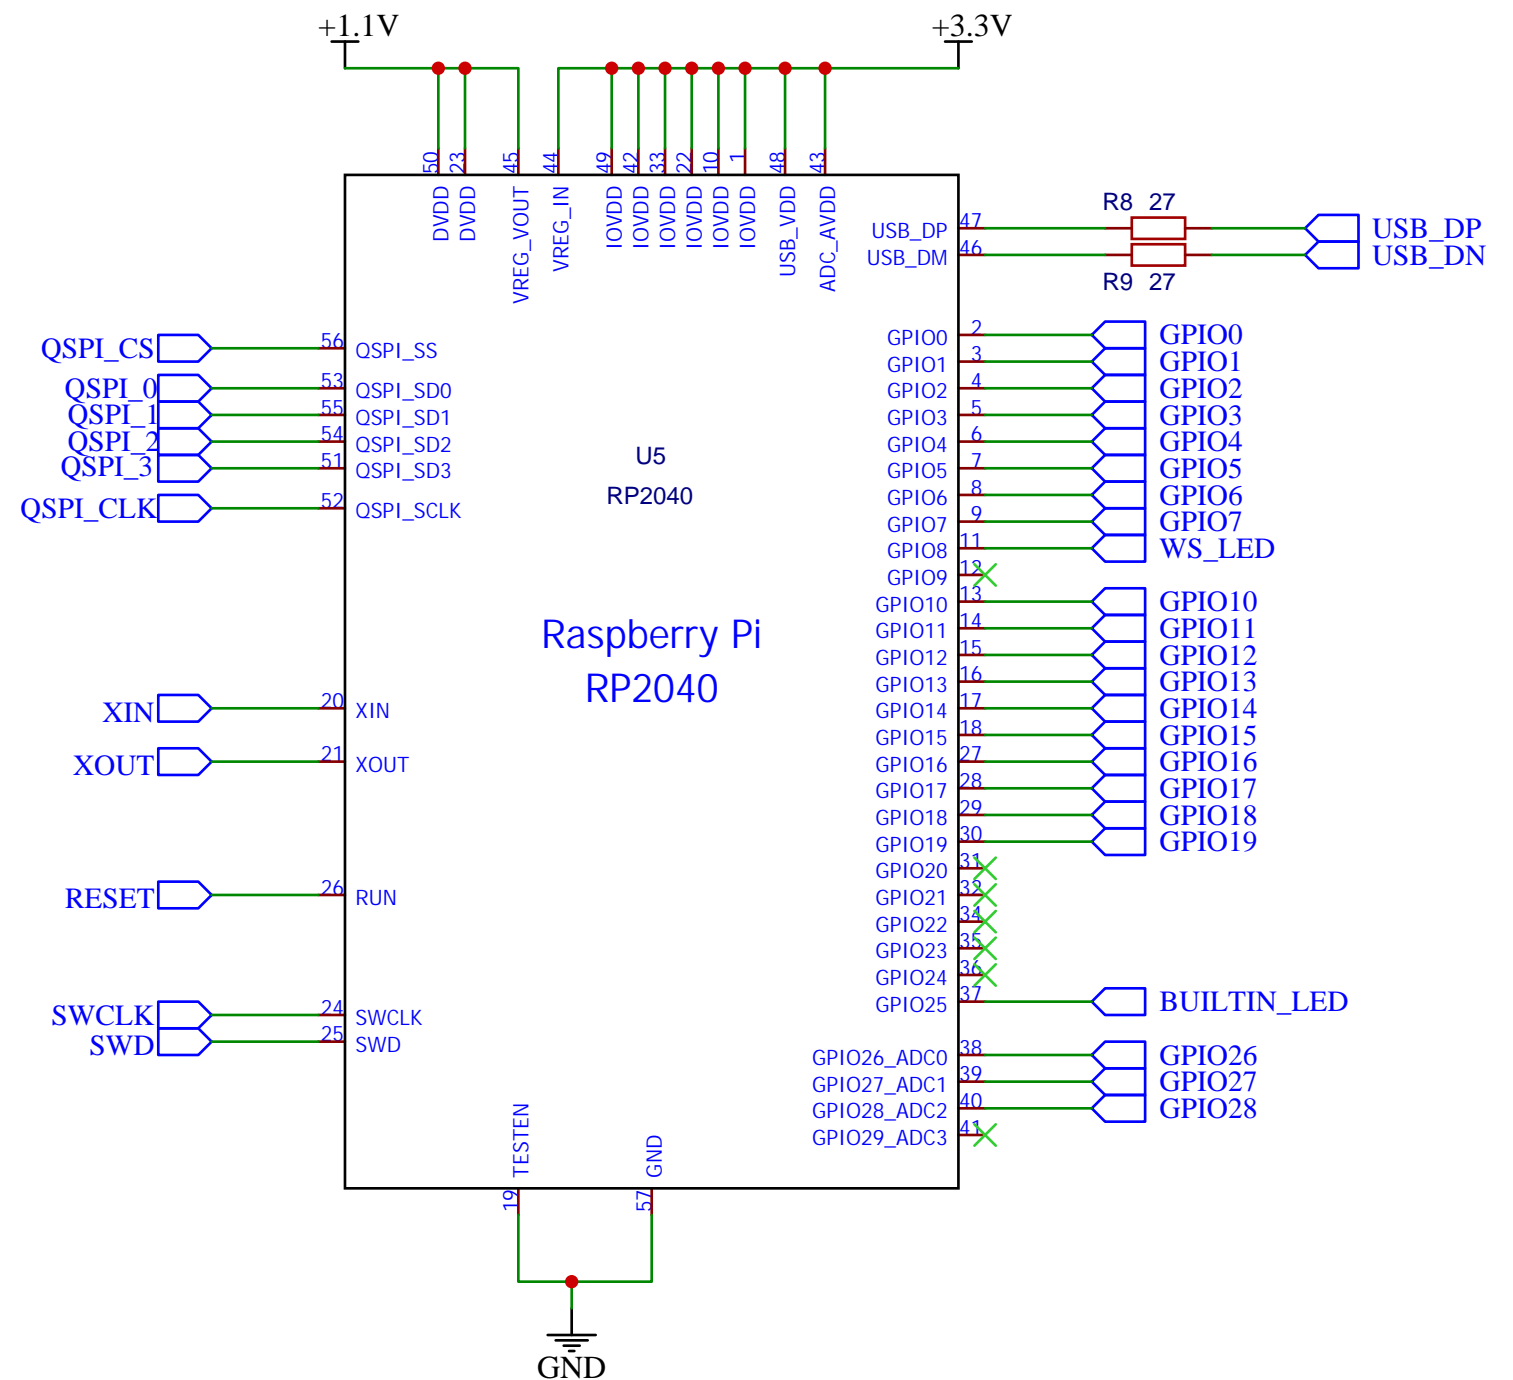 +1.1V
+3.3V
50
23
45
44
49
42
33
22
10
1
48
43
DVDD
DVDD
VREG_VOUT
VREG_IN
IOVDD
IOVDD
IOVDD
IOVDD
IOVDD
IOVDD
USB_VDD
ADC_AVDD
R8 27
USB_DP 47 USB_DP
USB_DM 46 USB_DN
R9 27
QSPI_CS 56 QSPI_SS
QSPI_0 53 QSPI_SD0
QSPI_1 55 QSPI_SD1
QSPI_2 54 QSPI_SD2
QSPI_3 51 QSPI_SD3
QSPI_CLK 52 QSPI_SCLK
XIN 20 XIN
XOUT 21 XOUT
RESET 26 RUN
SWCLK 24 SWCLK
SWD 25 SWD
U5
RP2040
Raspberry Pi
RP2040
GPIO0 2 GPIO0
GPIO1 3 GPIO1
GPIO2 4 GPIO2
GPIO3 5 GPIO3
GPIO4 6 GPIO4
GPIO5 7 GPIO5
GPIO6 8 GPIO6
GPIO7 9 GPIO7
GPIO8 11 WS_LED
GPIO9 12
GPIO10 13 GPIO10
GPIO11 14 GPIO11
GPIO12 15 GPIO12
GPIO13 16 GPIO13
GPIO14 17 GPIO14
GPIO15 18 GPIO15
GPIO16 27 GPIO16
GPIO17 28 GPIO17
GPIO18 29 GPIO18
GPIO19 30 GPIO19
GPIO20 31
GPIO21 32
GPIO22 34
GPIO23 35
GPIO24 36
GPIO25 37 BUILTIN_LED
GPIO26_ADC0 38 GPIO26
GPIO27_ADC1 39 GPIO27
GPIO28_ADC2 40 GPIO28
GPIO29_ADC3 41
TESTEN
GND
19
57
GND